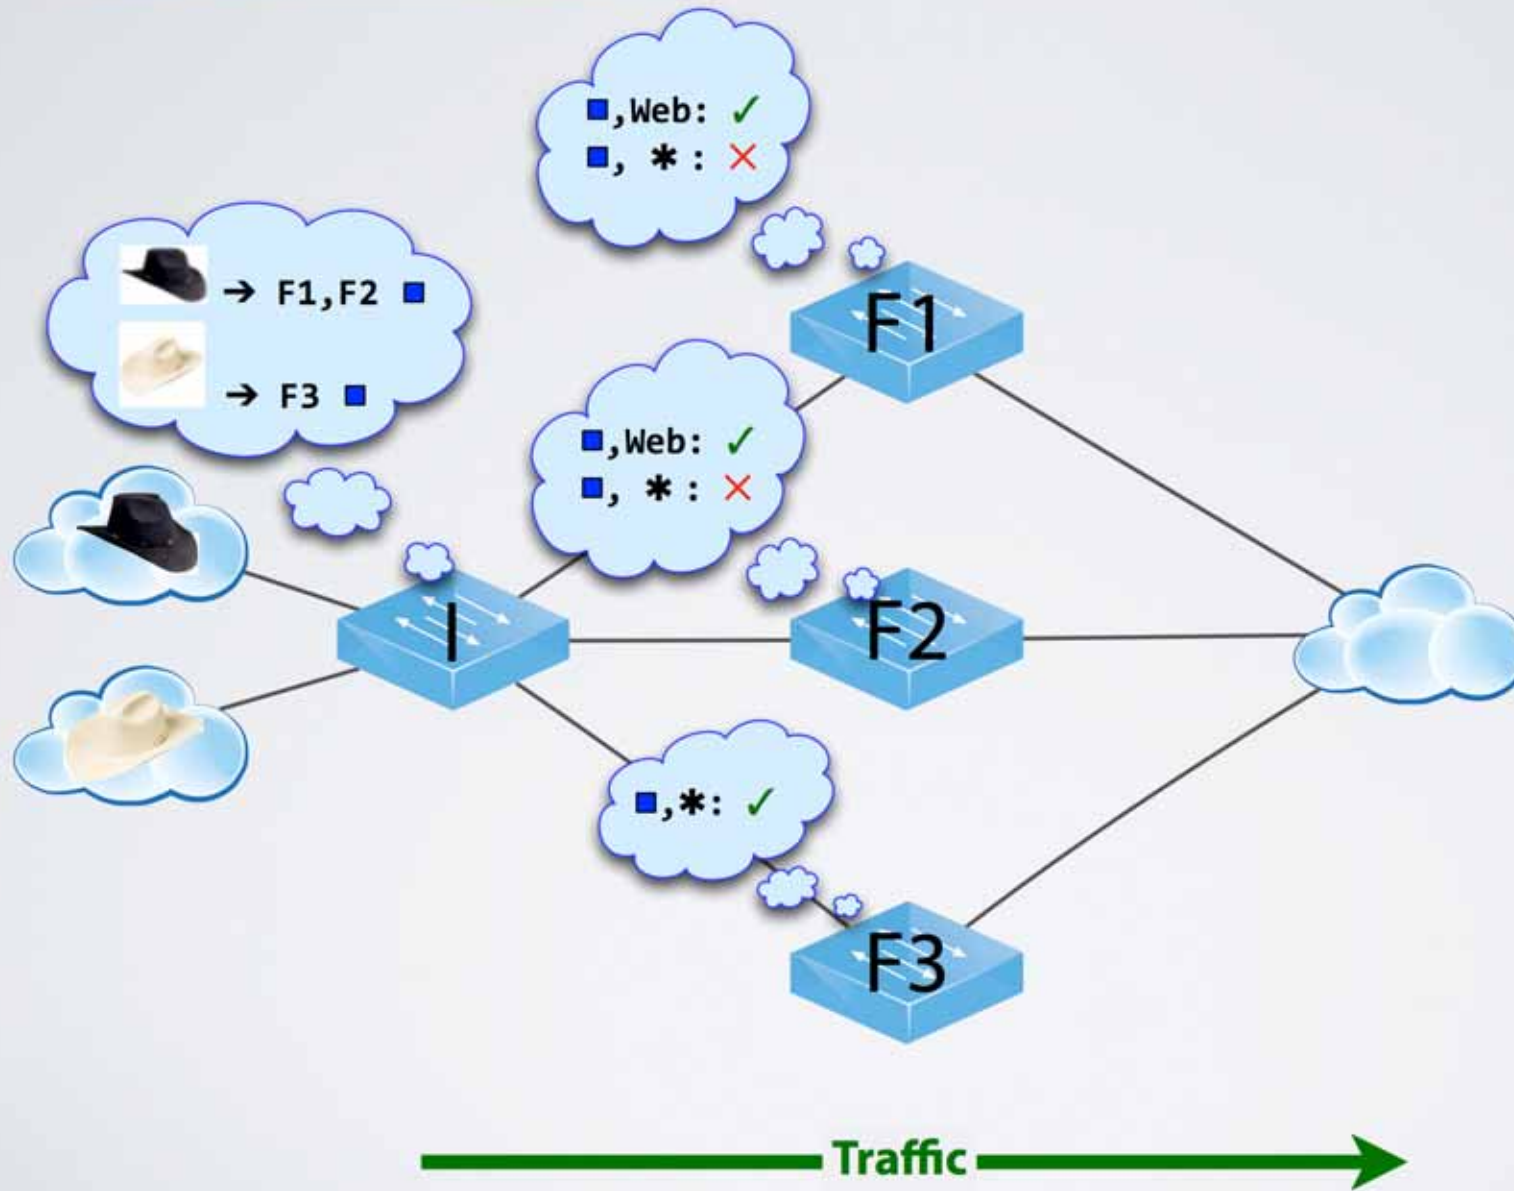 ■,Web: ✓
■, * : ✕
→ F1,F2 ■
→ F3 ■
F1
■,Web: ✓
■, * : ✕
I
F2
■,*: ✓
F3
Traffic